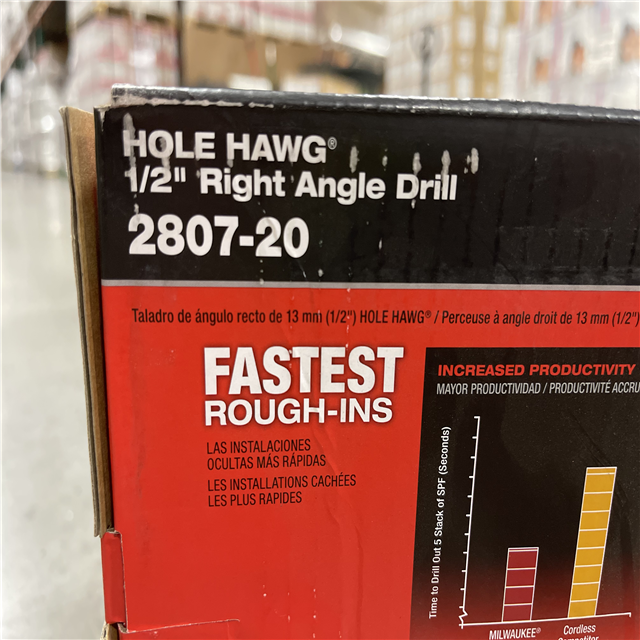 HOLE HAWG®
1/2" Right Angle Drill
2807-20
Taladro de ángulo recto de 13 mm (1/2") HOLE HAWG® / Perceuse à angle droit de 13 mm (1/2")
FASTEST
ROUGH-INS
LAS INSTALACIONES
OCULTAS MÁS RÁPIDAS
LES INSTALLATIONS CACHÉES
LES PLUS RAPIDES
INCREASED PRODUCTIVITY
MAYOR PRODUCTIVIDAD / PRODUCTIVITÉ ACCRU
Time to Drill Out 5 Stack of SPF (Seconds)
MILWAUKEE®
Cordless